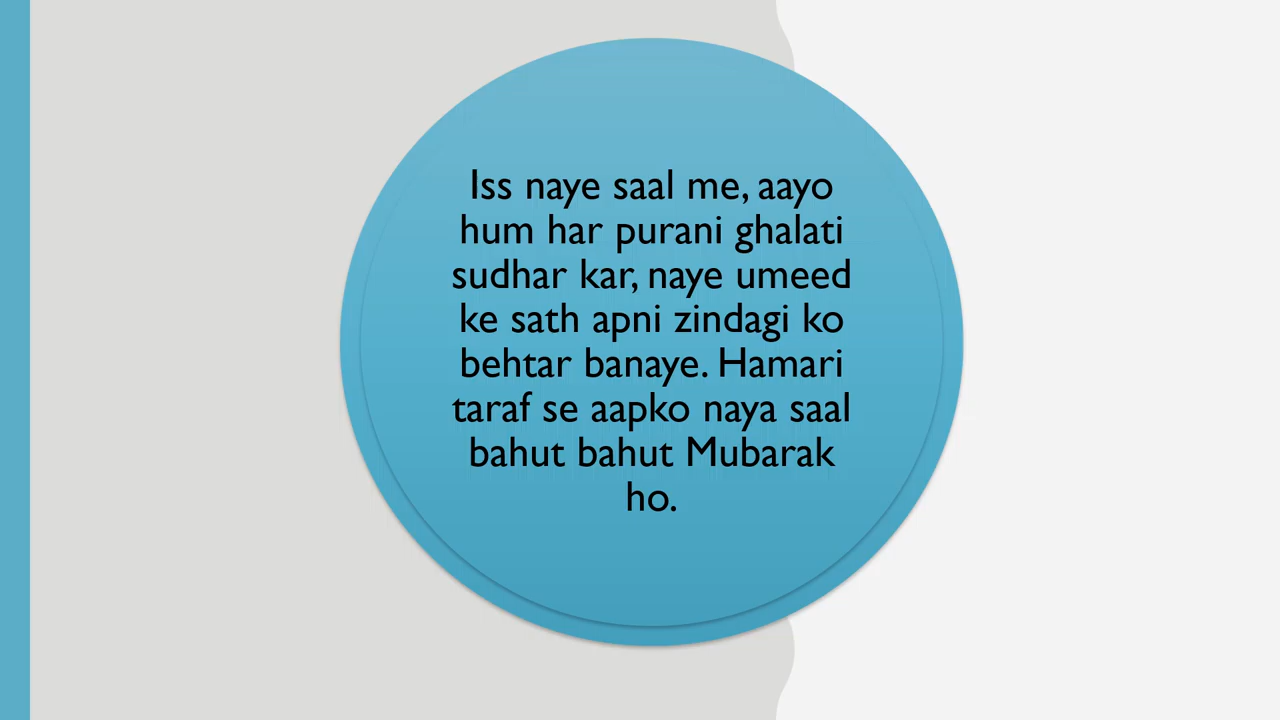 Iss naye saal me, aayo
hum har purani ghalati
sudhar kar, naye umeed
ke sath apni zindagi ko
behtar banaye. Hamari
taraf se aapko naya saal
bahut bahut Mubarak
ho.